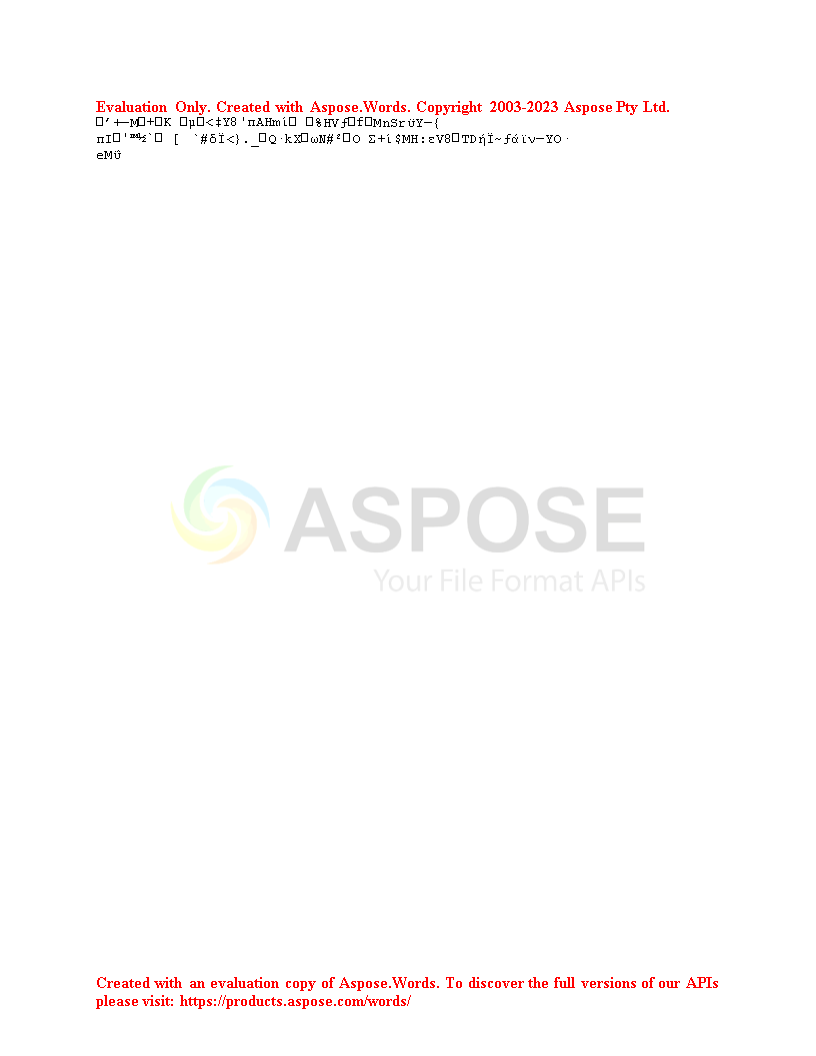 Evaluation Only. Created with Aspose.Words. Copyright 2003-2023 Aspose Pty Ltd.
ASPOSE
Your File Format APIs
Created with an evaluation copy of Aspose.Words. To discover the full versions of our APIs
please visit: https://products.aspose.com/words/